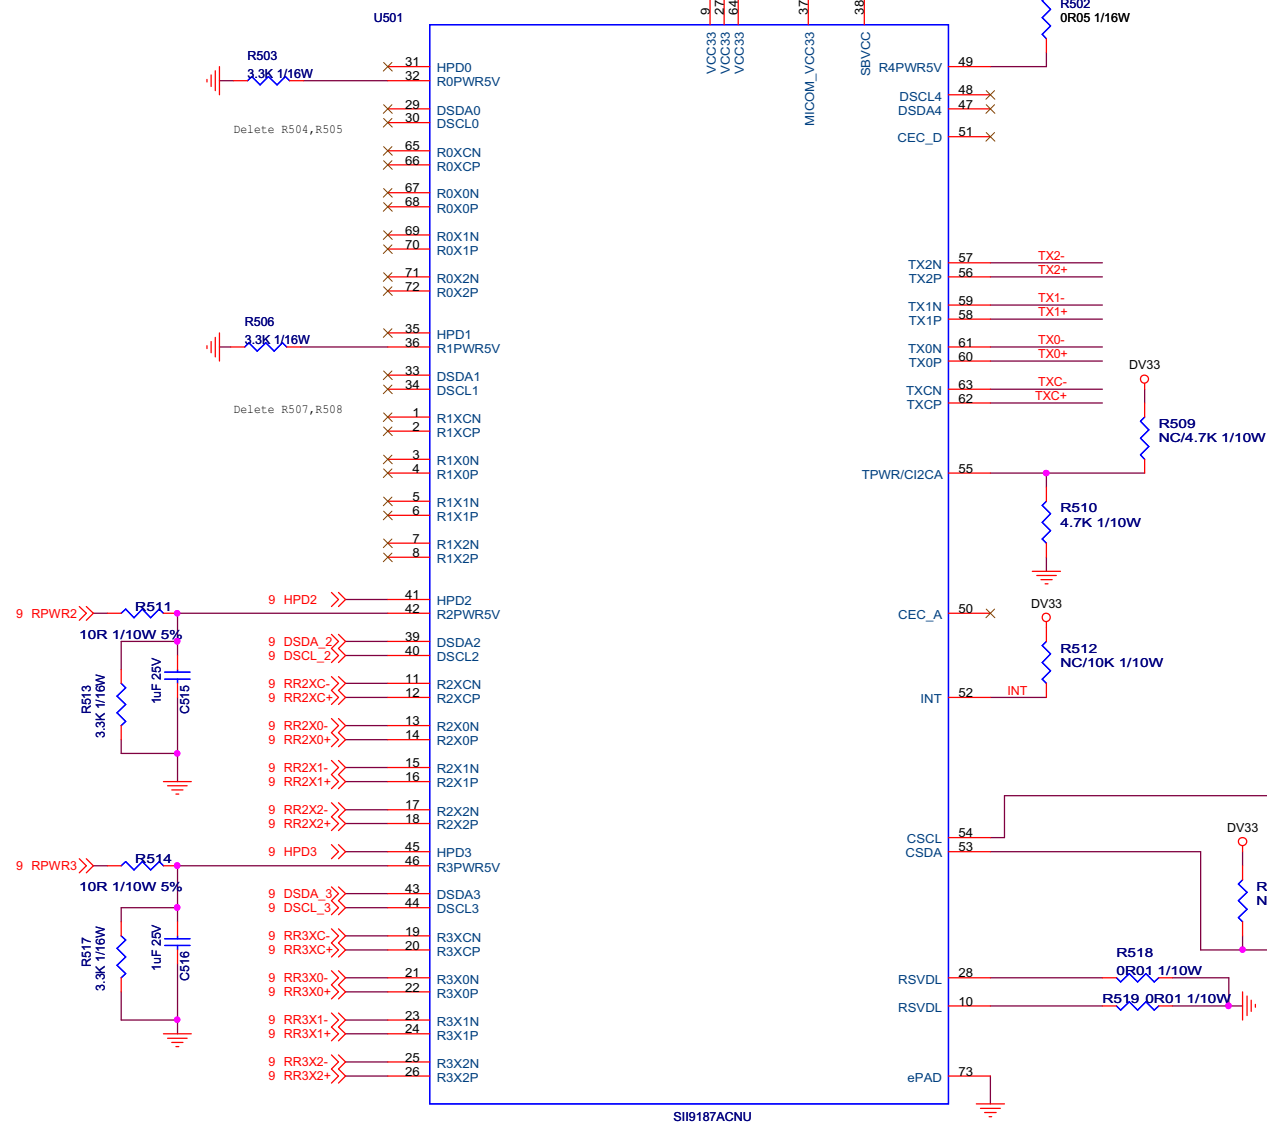 U501
9
27
64
37
38
VCC33
VCC33
VCC33
MICOM_VCC33
SBVCC
R502
0R05 1/16W
R503
3.3K 1/16W
31 HPD0
32 R0PWR5V
29 DSDA0
30 DSCL0
Delete R504,R505
65 R0XCN
66 R0XCP
67 R0X0N
68 R0X0P
69 R0X1N
70 R0X1P
71 R0X2N
72 R0X2P
R506
3.3K 1/16W
35 HPD1
36 R1PWR5V
33 DSDA1
34 DSCL1
Delete R507,R508
1 R1XCN
2 R1XCP
3 R1X0N
4 R1X0P
5 R1X1N
6 R1X1P
7 R1X2N
8 R1X2P
9 RPWR2
R511
10R 1/10W 5%
R513
3.3K 1/16W
1uF 25V
C515
9 HPD2 41 HPD2
42 R2PWR5V
9 DSDA_2 39 DSDA2
9 DSCL_2 40 DSCL2
9 RR2XC- 11 R2XCN
9 RR2XC+ 12 R2XCP
9 RR2X0- 13 R2X0N
9 RR2X0+ 14 R2X0P
9 RR2X1- 15 R2X1N
9 RR2X1+ 16 R2X1P
9 RR2X2- 17 R2X2N
9 RR2X2+ 18 R2X2P
9 RPWR3
R514
10R 1/10W 5%
R517
3.3K 1/16W
1uF 25V
C516
9 HPD3 45 HPD3
46 R3PWR5V
9 DSDA_3 43 DSDA3
9 DSCL_3 44 DSCL3
9 RR3XC- 19 R3XCN
9 RR3XC+ 20 R3XCP
9 RR3X0- 21 R3X0N
9 RR3X0+ 22 R3X0P
9 RR3X1- 23 R3X1N
9 RR3X1+ 24 R3X1P
9 RR3X2- 25 R3X2N
9 RR3X2+ 26 R3X2P
R4PWR5V 49
DSCL4 48
DSDA4 47
CEC_D 51
TX2N 57 TX2-
TX2P 56 TX2+
TX1N 59 TX1-
TX1P 58 TX1+
TX0N 61 TX0-
TX0P 60 TX0+
TXCN 63 TXC-
TXCP 62 TXC+
DV33
R509
NC/4.7K 1/10W
TPWR/CI2CA 55
R510
4.7K 1/10W
CEC_A 50
DV33
R512
NC/10K 1/10W
INT 52 INT
CSCL 54
CSDA 53
DV33
R
N
R518
0R01 1/10W
RSVDL 28
RSVDL 10
R519 0R01 1/10W
ePAD 73
SII9187ACNU